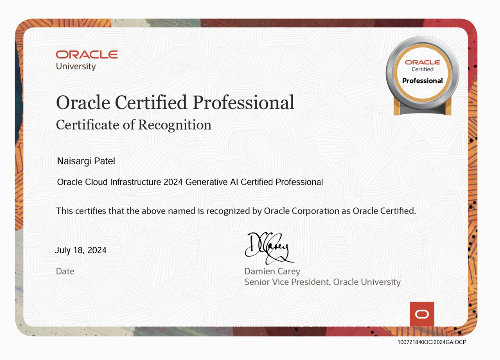 ORACLE
University
ORACLE
Certified
Professional
Oracle Certified Professional
Certificate of Recognition
Naisargi Patel
Oracle Cloud Infrastructure 2024 Generative AI Certified Professional
This certifies that the above named is recognized by Oracle Corporation as Oracle Certified.
July 18, 2024
Date
Damien Carey
Senior Vice President, Oracle University
100721840OCI2024GAIOCP